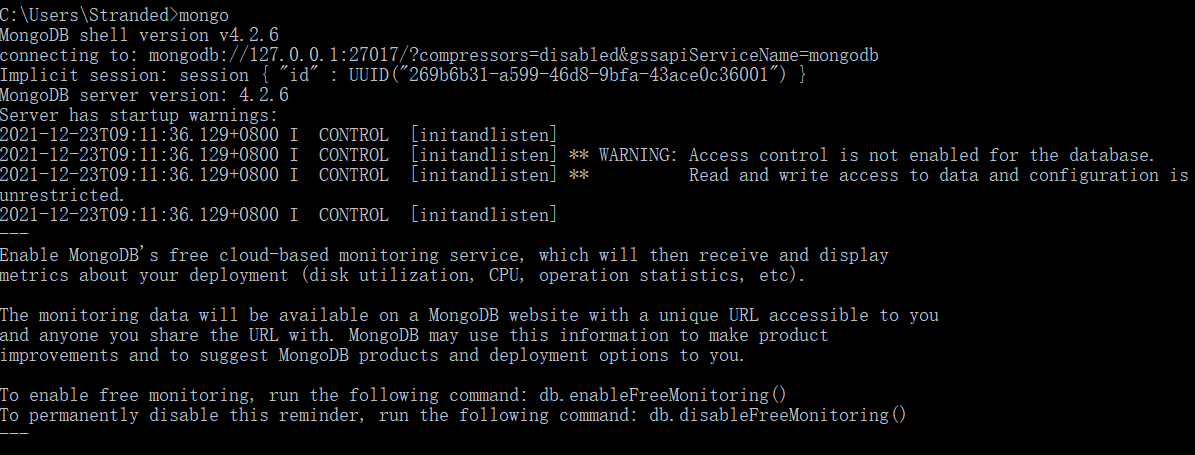 C:\Users\Stranded>mongo
MongoDB shell version v4.2.6
connecting to: mongodb://127.0.0.1:27017/?compressors=disabled&gssapiServiceName=mongodb
Implicit session: session { "id" : UUID("269b6b31-a599-46d8-9bfa-43ace0c36001") }
MongoDB server version: 4.2.6
Server has startup warnings:
2021-12-23T09:11:36.129+0800 I  CONTROL  [initandlisten]
2021-12-23T09:11:36.129+0800 I  CONTROL  [initandlisten] ** WARNING: Access control is not enabled for the database.
2021-12-23T09:11:36.129+0800 I  CONTROL  [initandlisten] **          Read and write access to data and configuration is
unrestricted.
2021-12-23T09:11:36.129+0800 I  CONTROL  [initandlisten]
---
Enable MongoDB's free cloud-based monitoring service, which will then receive and display
metrics about your deployment (disk utilization, CPU, operation statistics, etc).

The monitoring data will be available on a MongoDB website with a unique URL accessible to you
and anyone you share the URL with. MongoDB may use this information to make product
improvements and to suggest MongoDB products and deployment options to you.

To enable free monitoring, run the following command: db.enableFreeMonitoring()
To permanently disable this reminder, run the following command: db.disableFreeMonitoring()
---